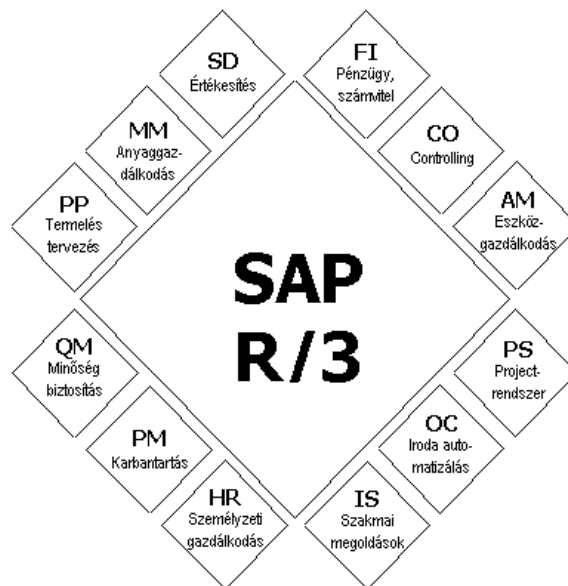 SD
Értékesítés
FI
Pénzügy,
számvitel
MM
Anyaggaz-
dálkodás
CO
Controlling
PP
Termelés
tervezés
AM
Eszköz-
gazdálkodás
SAP
R/3
QM
Minőség
biztosítás
PS
Project-
rendszer
PM
Karbantartás
OC
Iroda auto-
matizálás
HR
Személyzeti
gazdálkodás
IS
Szakmai
megoldások